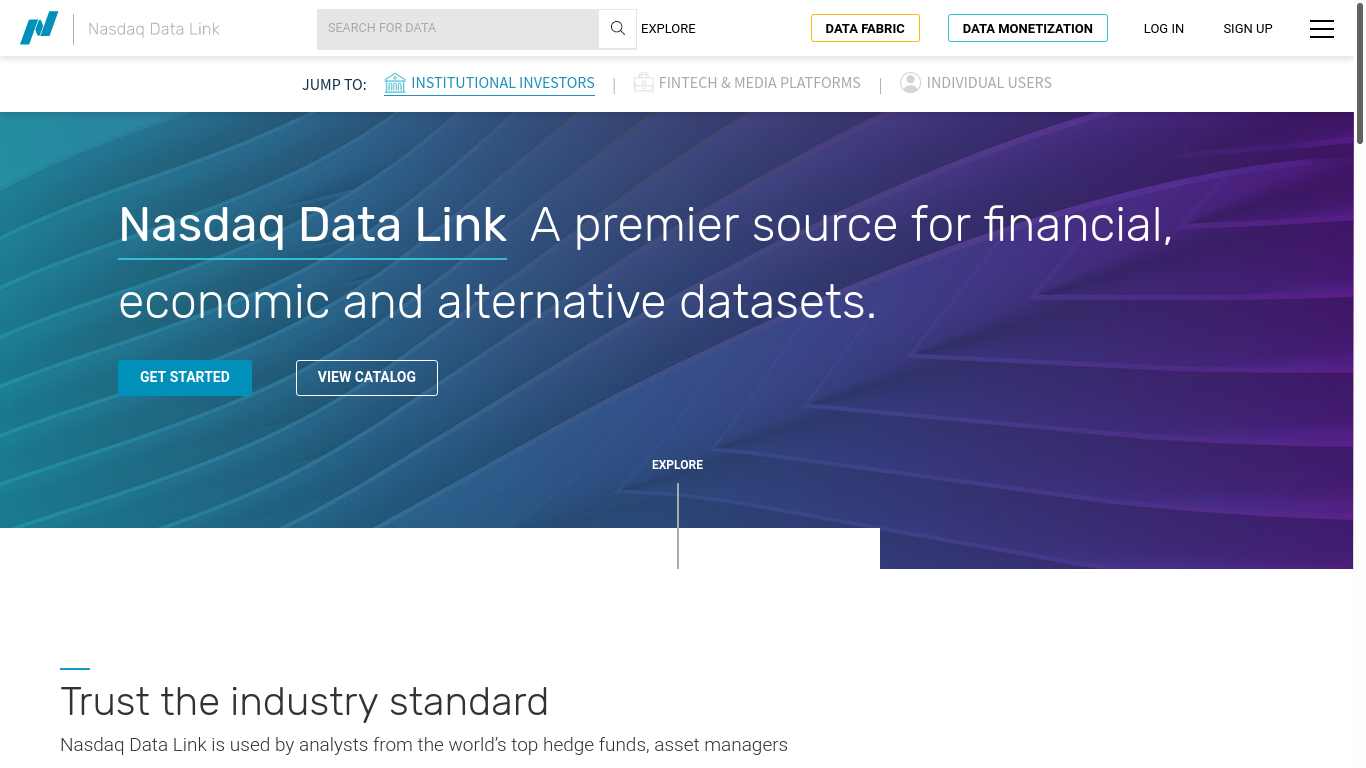 Nasdaq Data Link
SEARCH FOR DATA
EXPLORE
DATA FABRIC
DATA MONETIZATION
LOG IN
SIGN UP
JUMP TO:
INSTITUTIONAL INVESTORS
FINTECH & MEDIA PLATFORMS
INDIVIDUAL USERS
Nasdaq Data Link A premier source for financial,
economic and alternative datasets.
GET STARTED
VIEW CATALOG
EXPLORE
Trust the industry standard
Nasdaq Data Link is used by analysts from the world’s top hedge funds, asset managers